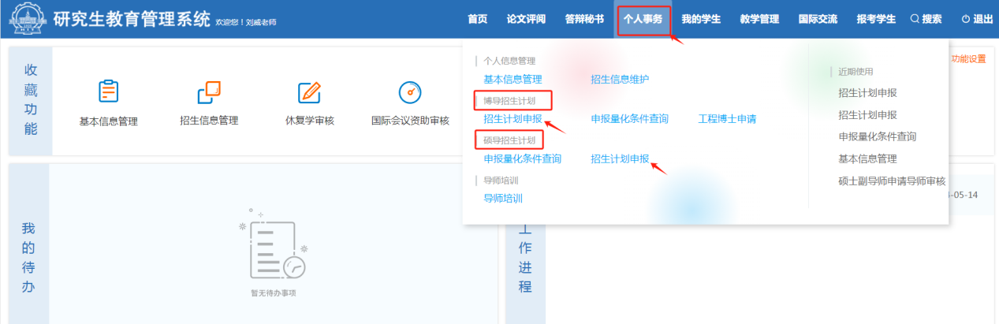 研究生教育管理系统 欢迎您！刘威老师
首页 论文评阅 答辩秘书 个人事务 我的学生 教学管理 国际交流 报考学生 搜索 退出
收藏功能
基本信息管理 招生信息管理 休复学审核 国际会议资助审核
功能设置
个人信息管理
基本信息管理 招生信息维护
博导招生计划
招生计划申报 申报量化条件查询 工程博士申请
硕导招生计划
申报量化条件查询 招生计划申报
导师培训
导师培训
近期使用
招生计划申报
招生计划申报
申报量化条件查询
基本信息管理
硕士副导师申请导师审核
-05-14
我的待办
暂无待办事项
工作进程